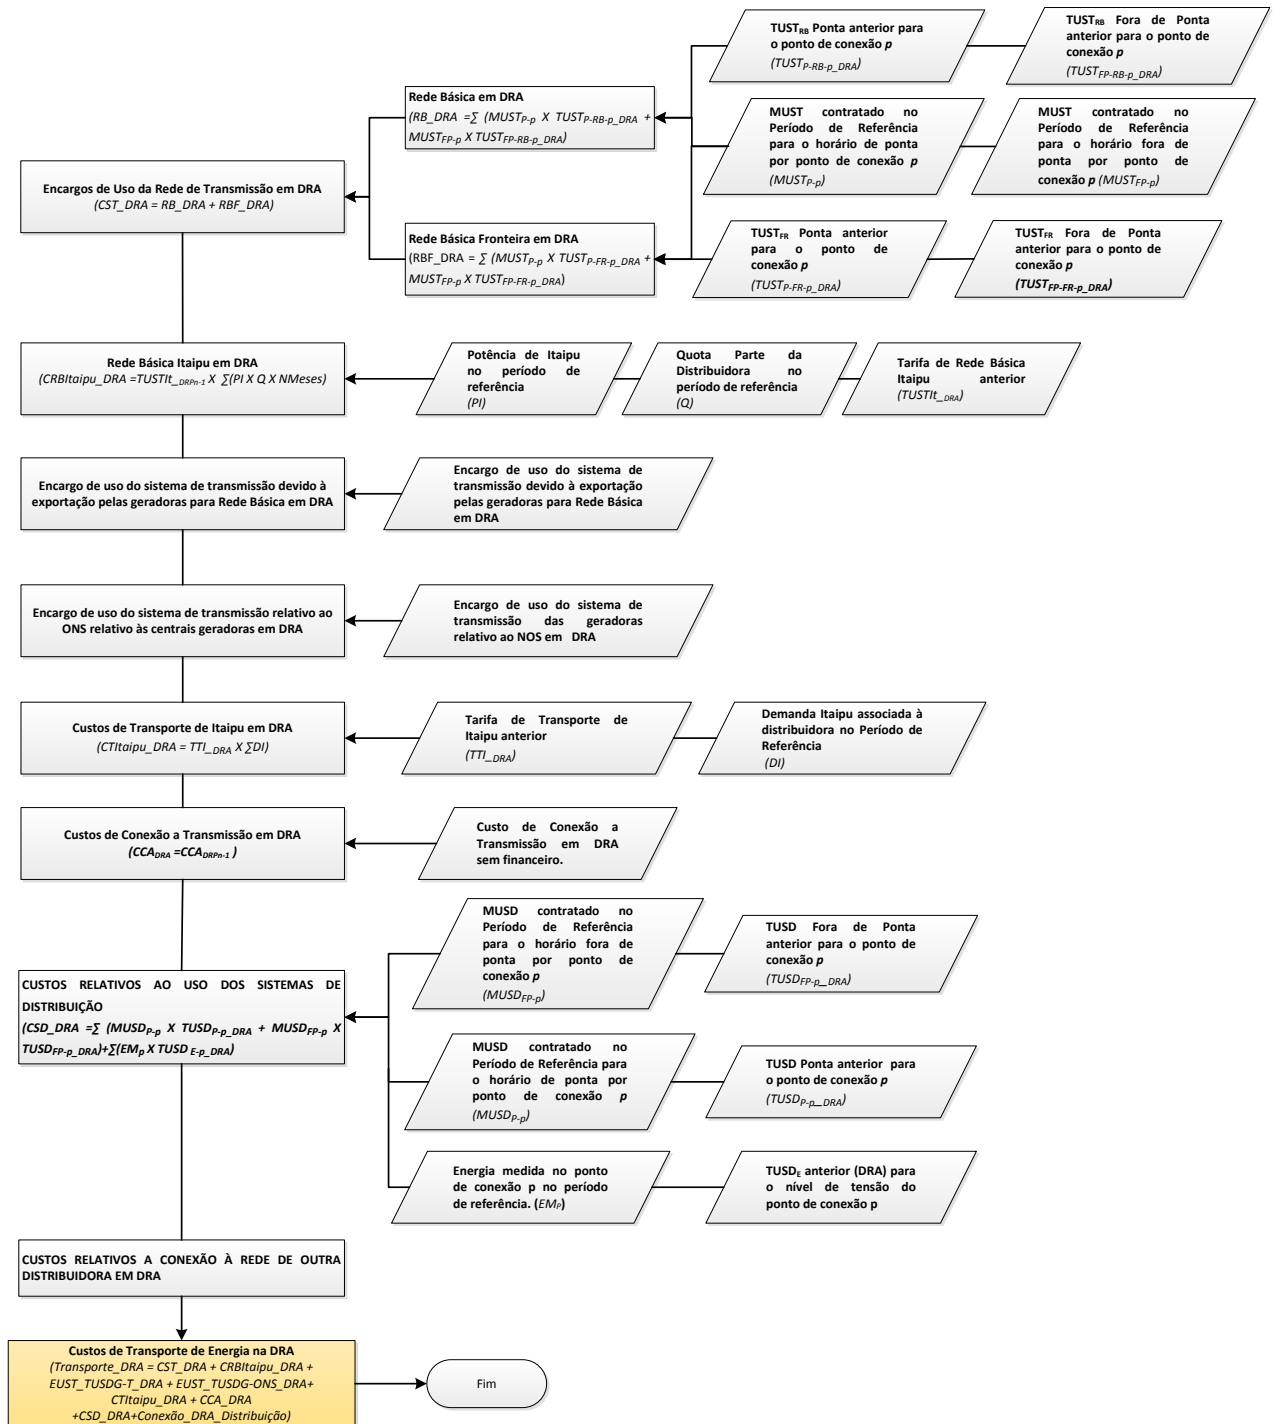 TUSTRB Ponta anterior para
o ponto de conexão p
(TUSTP-RB-p_DRA)
TUSTRB Fora de Ponta
anterior para o ponto de
conexão p
(TUSTFP-RB-p_DRA)
Rede Básica em DRA
(RB_DRA =∑ (MUSTP-p X TUSTP-RB-p_DRA +
MUSTFP-p X TUSTFP-RB-p_DRA)
MUST contratado no
Período de Referência
para o horário de ponta
por ponto de conexão p
(MUSTP-p)
MUST contratado no
Período de Referência
para o horário fora de
ponta por ponto de
conexão p (MUSTFP-p)
Encargos de Uso da Rede de Transmissão em DRA
(CST_DRA = RB_DRA + RBF_DRA)
Rede Básica Fronteira em DRA
(RBF_DRA = ∑ (MUSTP-p X TUSTP-FR-p_DRA +
MUSTFP-p X TUSTFP-FR-p_DRA)
TUSTFR Ponta anterior
para o ponto de
conexão p
(TUSTP-FR-p_DRA)
TUSTFR Fora de Ponta
anterior para o ponto de
conexão p
(TUSTFP-FR-p_DRA)
Rede Básica Itaipu em DRA
(CRBItaipu_DRA =TUSTIt_DRPn-1 X ∑(PI X Q X NMeses)
Potência de Itaipu
no período de
referência
(PI)
Quota Parte da
Distribuidora no
período de referência
(Q)
Tarifa de Rede Básica
Itaipu anterior
(TUSTIt_DRA)
Encargo de uso do sistema de transmissão devido à
exportação pelas geradoras para Rede Básica em DRA
Encargo de uso do sistema de
transmissão devido à exportação
pelas geradoras para Rede Básica
em DRA
Encargo de uso do sistema de transmissão relativo ao
ONS relativo às centrais geradoras em DRA
Encargo de uso do sistema de
transmissão das geradoras
relativo ao NOS em DRA
Custos de Transporte de Itaipu em DRA
(CTItaipu_DRA = TTI_DRA X ∑DI)
Tarifa de Transporte de
Itaipu anterior
(TTI_DRA)
Demanda Itaipu associada à
distribuidora no Período de
Referência
(DI)
Custos de Conexão a Transmissão em DRA
(CCADRA =CCADRPn-1 )
Custo de Conexão a
Transmissão em DRA
sem financeiro.
MUSD contratado no
Período de Referência
para o horário fora de
ponta por ponto de
conexão p
(MUSDFP-p)
TUSD Fora de Ponta
anterior para o ponto de
conexão p
(TUSDFP-p_DRA)
CUSTOS RELATIVOS AO USO DOS SISTEMAS DE
DISTRIBUIÇÃO
(CSD_DRA =∑ (MUSDP-p X TUSDP-p_DRA + MUSDFP-p X
TUSDFP-p_DRA)+∑(EMp X TUSD E-p_DRA)
MUSD contratado no
Período de Referência para
o horário de ponta por
ponto de conexão p
(MUSDP-p)
TUSD Ponta anterior para
o ponto de conexão p
(TUSDP-p_DRA)
Energia medida no ponto
de conexão p no período
de referência. (EMP)
TUSDE anterior (DRA) para
o nível de tensão do
ponto de conexão p
CUSTOS RELATIVOS A CONEXÃO À REDE DE OUTRA
DISTRIBUIDORA EM DRA
Custos de Transporte de Energia na DRA
(Transporte_DRA = CST_DRA + CRBItaipu_DRA +
EUST_TUSDG-T_DRA + EUST_TUSDG-ONS_DRA+
CTItaipu_DRA + CCA_DRA
+CSD_DRA+Conexão_DRA_Distribuição)
Fim